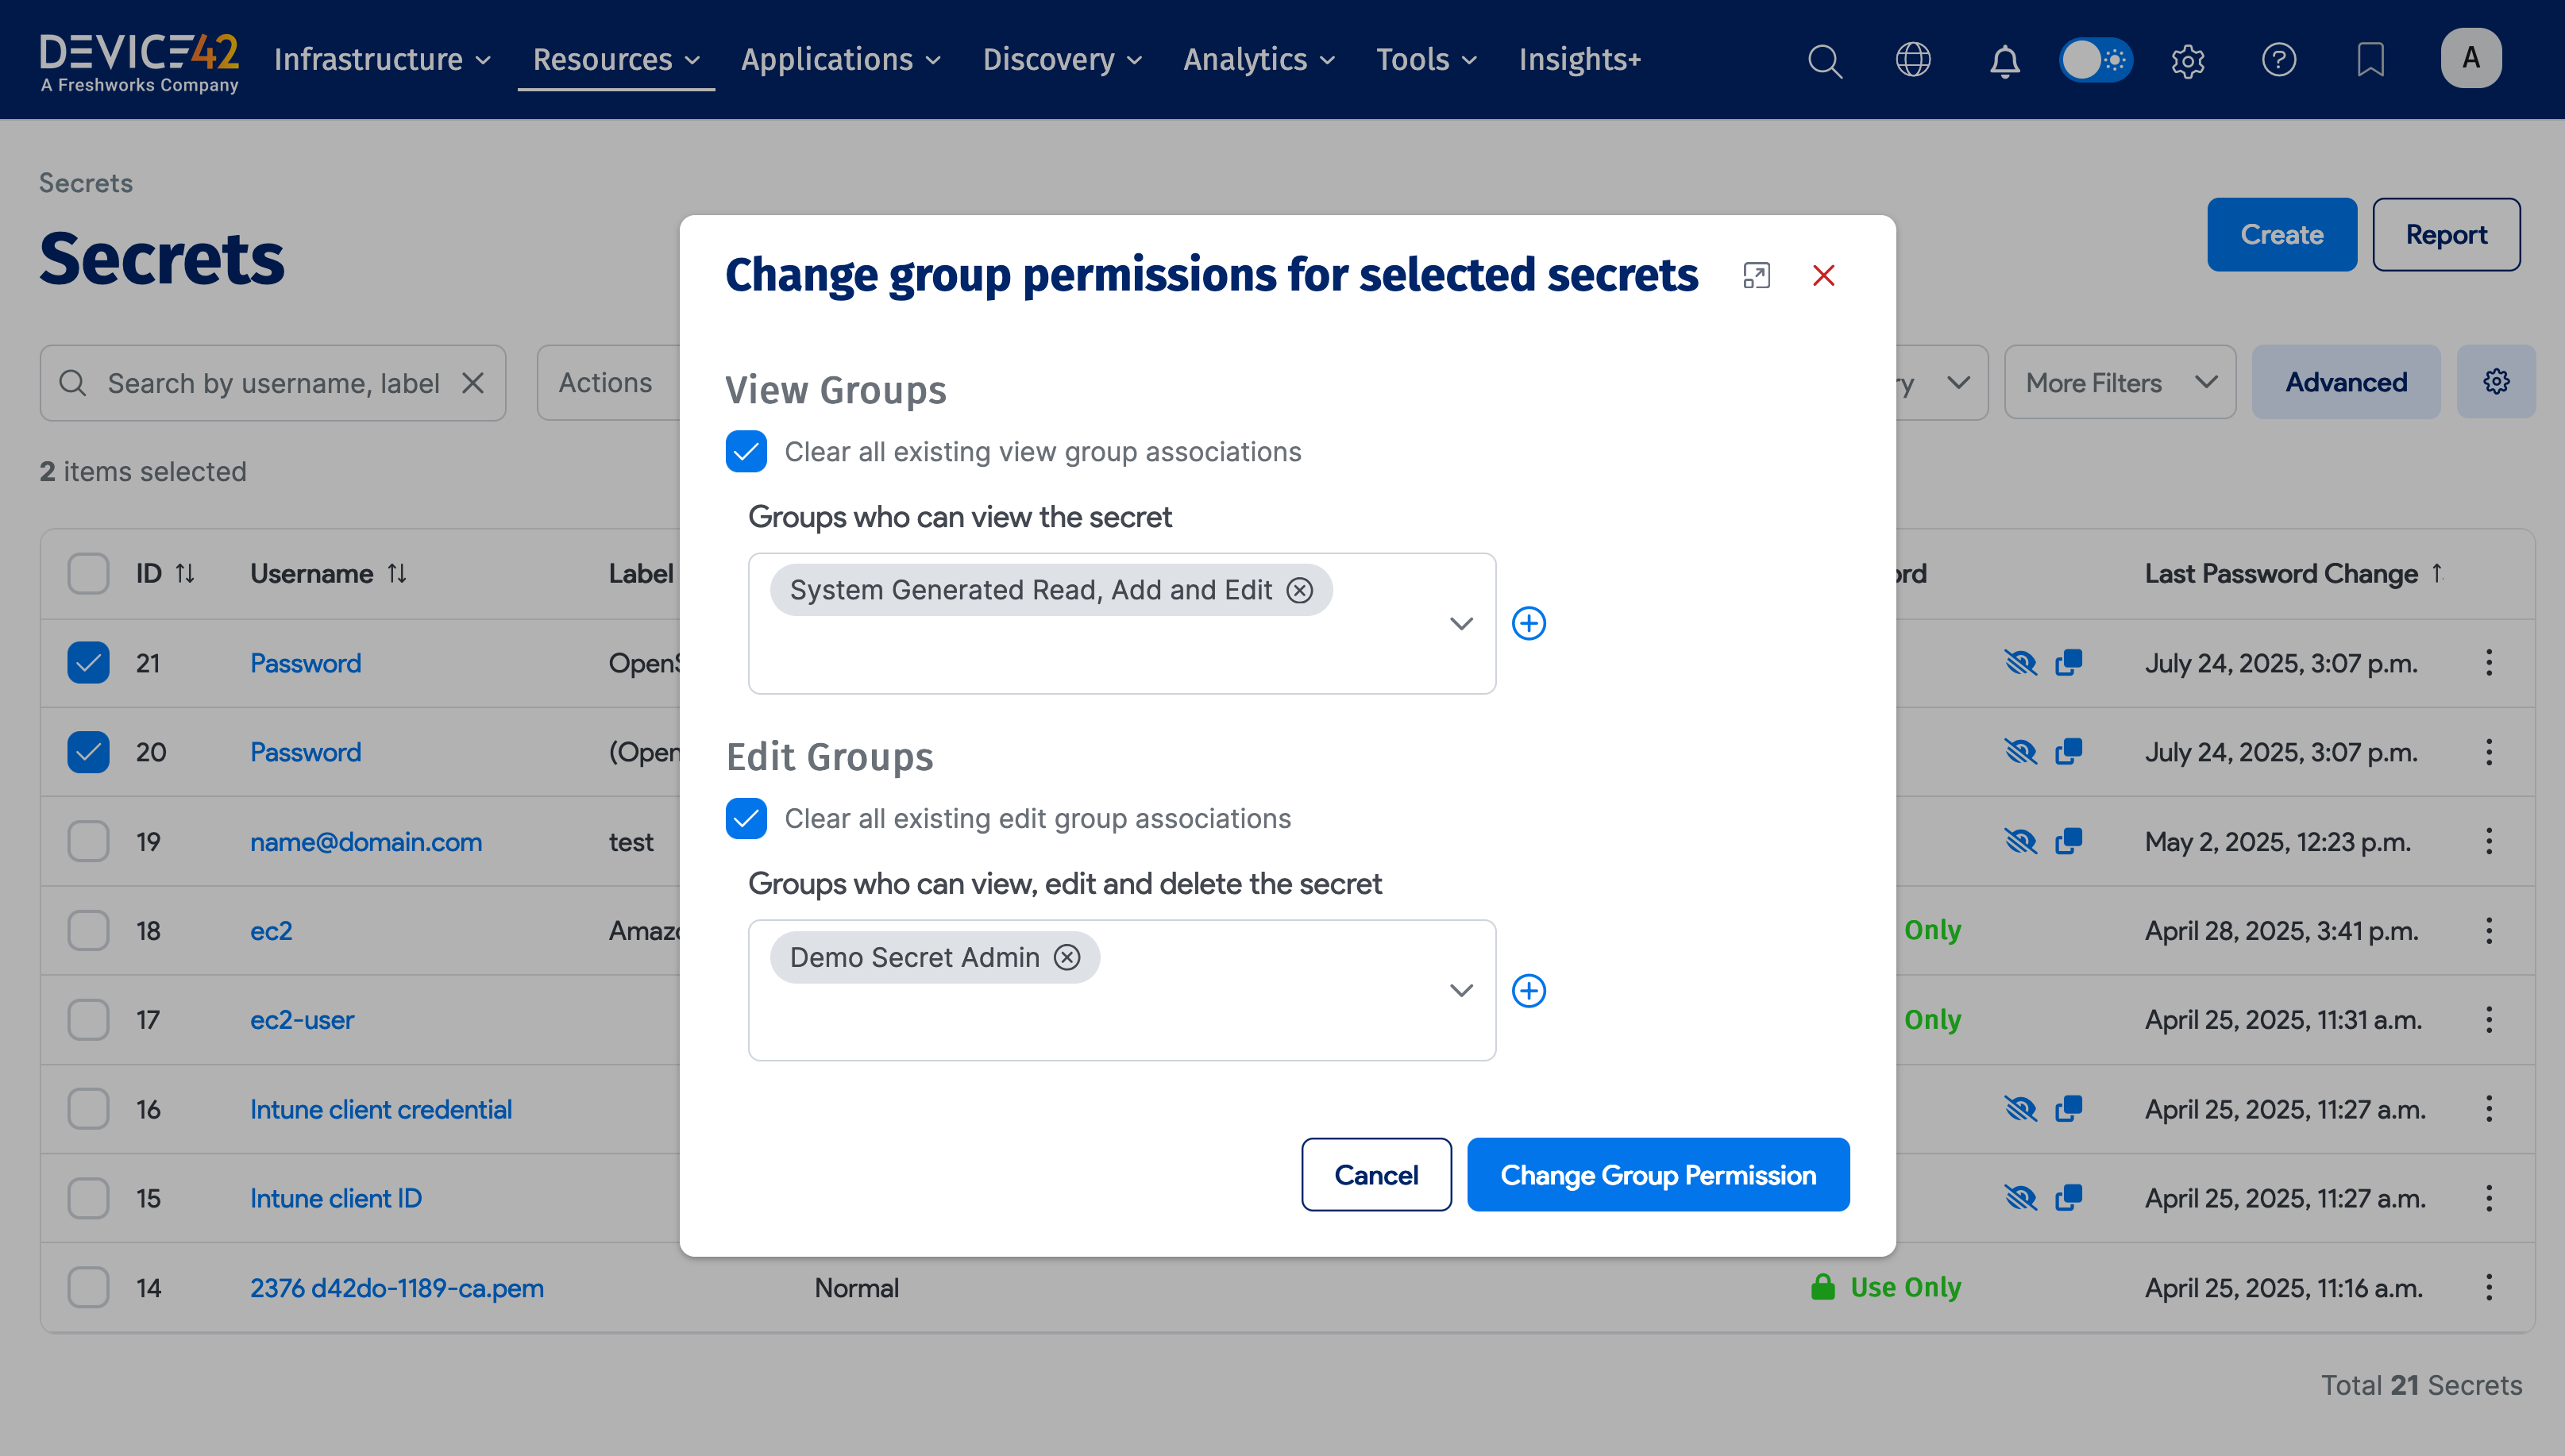 DEVICE42
A Freshworks Company
Infrastructure Resources Applications Discovery Analytics Tools Insights+ A
Secrets
Secrets
Create Report
Change group permissions for selected secrets
Search by username, label Actions ry More Filters Advanced
2 items selected
View Groups
Clear all existing view group associations
Groups who can view the secret
System Generated Read, Add and Edit
ID Username Label ord Last Password Change
21 Password OpenS July 24, 2025, 3:07 p.m.
20 Password (Open July 24, 2025, 3:07 p.m.
Edit Groups
Clear all existing edit group associations
Groups who can view, edit and delete the secret
Demo Secret Admin
19 name@domain.com test May 2, 2025, 12:23 p.m.
18 ec2 Amazo Only April 28, 2025, 3:41 p.m.
17 ec2-user Only April 25, 2025, 11:31 a.m.
16 Intune client credential April 25, 2025, 11:27 a.m.
Cancel Change Group Permission
15 Intune client ID April 25, 2025, 11:27 a.m.
14 2376 d42do-1189-ca.pem Normal Use Only April 25, 2025, 11:16 a.m.
Total 21 Secrets